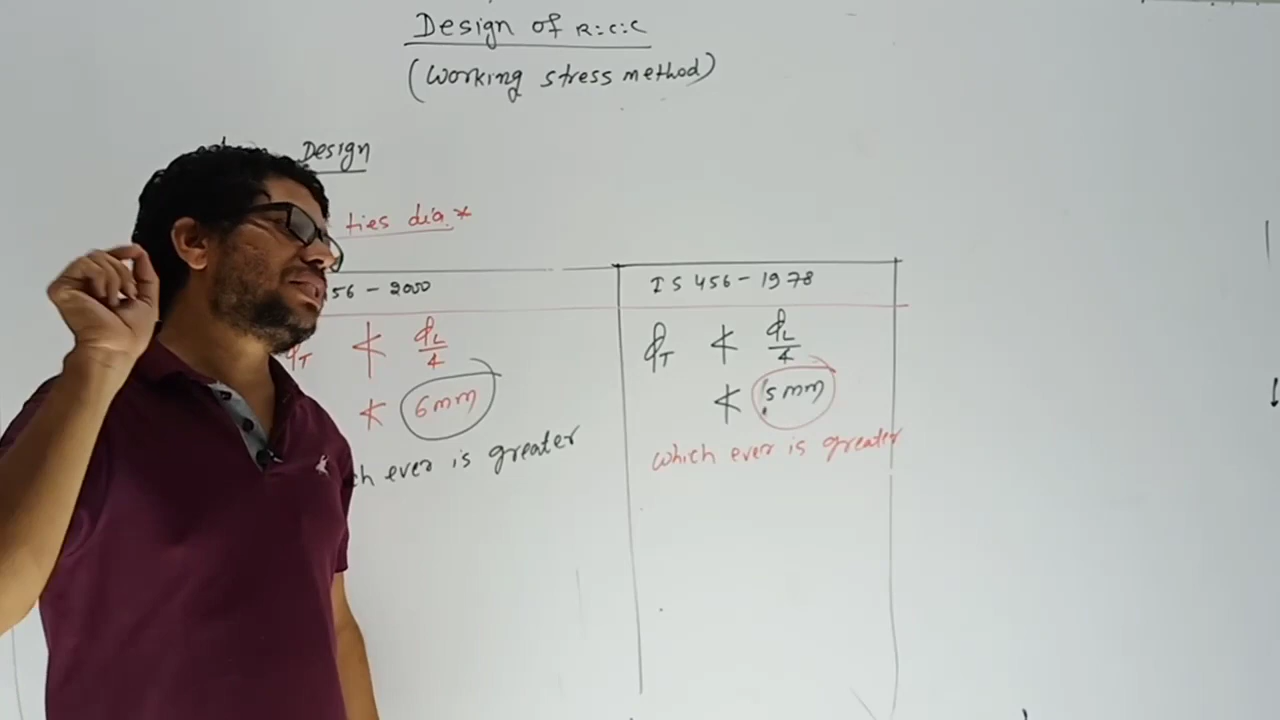 Design of R:C:C
(Working stress method)
Design
ties dia.*
56 - 2000
IS 456 - 1978
ϕT ≮ ϕL/4
≮ 6mm
ch ever is greater
ϕT ≮ ϕL/4
≮ 5mm
which ever is greater